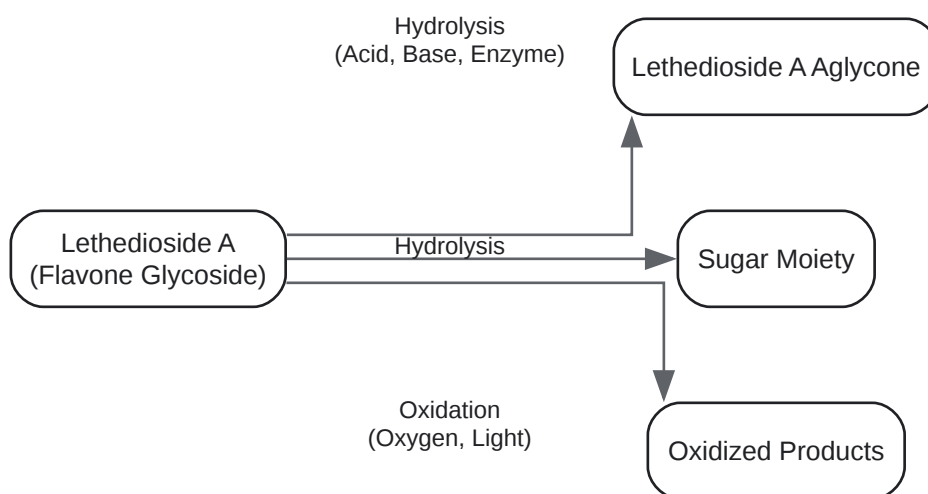 Hydrolysis
(Acid, Base, Enzyme)
Lethedioside A Aglycone
Lethedioside A
(Flavone Glycoside)
Hydrolysis
Sugar Moiety
Oxidation
(Oxygen, Light)
Oxidized Products